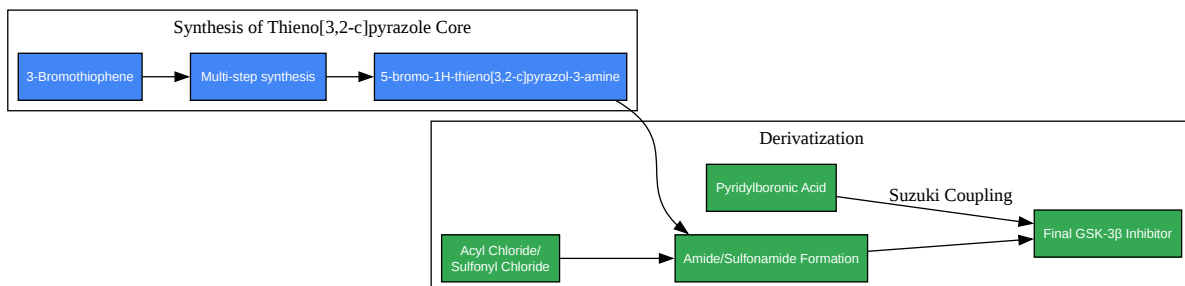 Synthesis of Thieno[3,2-c]pyrazole Core
3-Bromothiophene
Multi-step synthesis
5-bromo-1H-thieno[3,2-c]pyrazol-3-amine
Derivatization
Pyridylboronic Acid
Suzuki Coupling
Final GSK-3β Inhibitor
Acyl Chloride/
Sulfonyl Chloride
Amide/Sulfonamide Formation